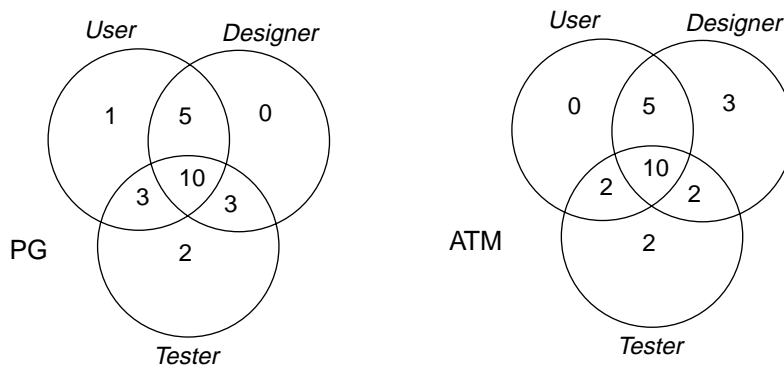 User Designer
1 5 0
10
3 3
PG 2
Tester
User Designer
0 5 3
10
2 2
ATM 2
Tester